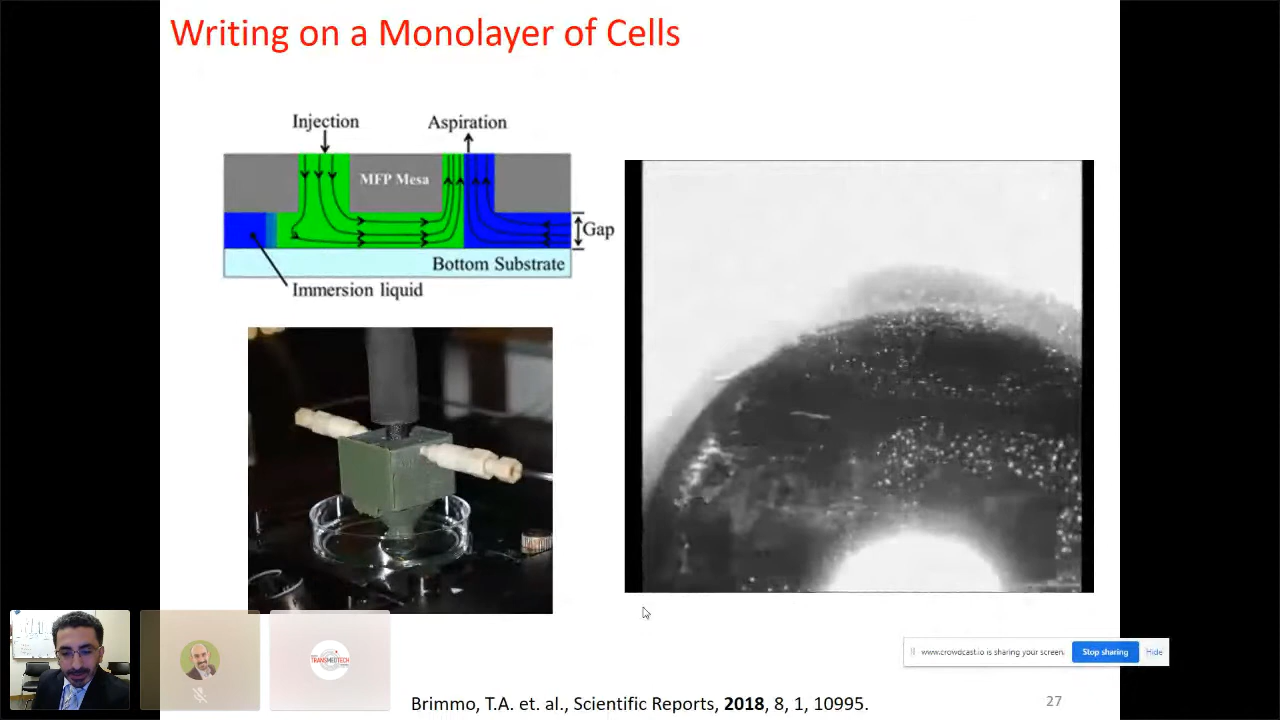 Writing on a Monolayer of Cells
Injection
Aspiration
MFP Mesa
Gap
Bottom Substrate
Immersion liquid
TRANSMEDTECH
www.crowdcast.io is sharing your screen.
Stop sharing
Hide
Brimmo, T.A. et. al., Scientific Reports, 2018, 8, 1, 10995.
27